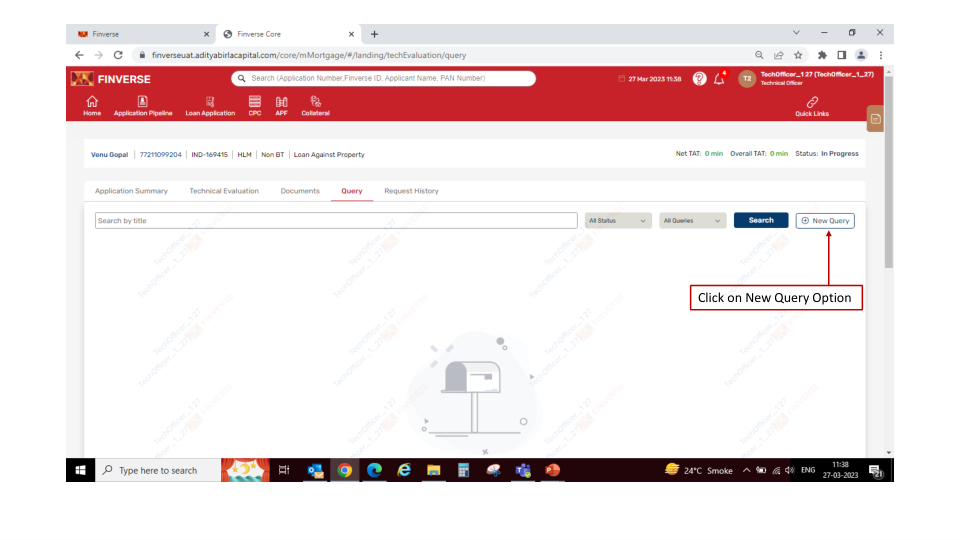 Finverse
Finverse Core
finverseuat.adityabirlacapital.com/core/mMortgage/#/landing/techEvaluation/query
FINVERSE
Search (Application Number,Finverse ID, Applicant Name, PAN Number)
27 Mar 2023 11:38
4
T2
TechOfficer_127 (TechOfficer_1_27)
Technical Officer
Home
Application Pipeline
Loan Application
CPC
APF
Collateral
Quick Links
Venu Gopal | 77211099204 | IND-169415 | HLM | Non BT | Loan Against Property
Net TAT: 0 min Overall TAT: 0 min Status: In Progress
Application Summary
Technical Evaluation
Documents
Query
Request History
Search by title
All Status
All Queries
Search
New Query
Click on New Query Option
Type here to search
24°C Smoke
ENG
11:38
27-03-2023
21